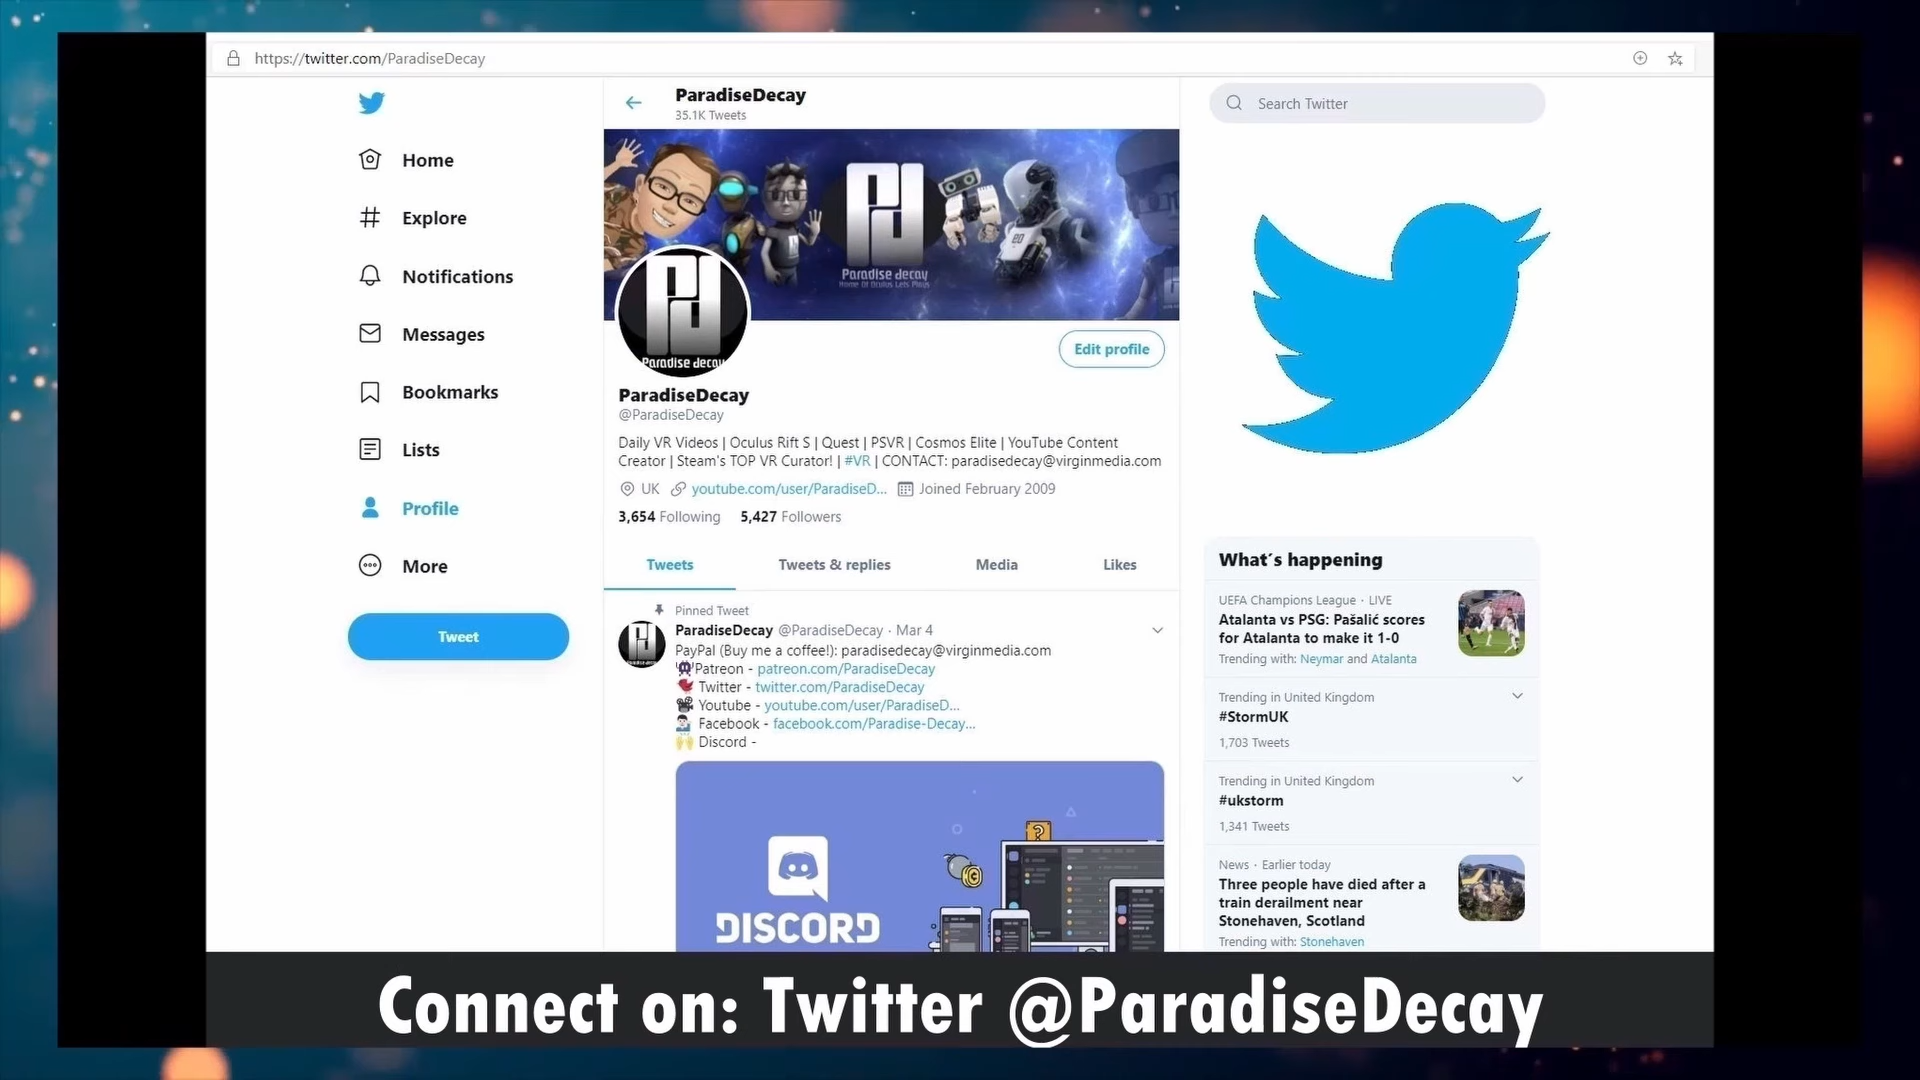 https://twitter.com/ParadiseDecay
ParadiseDecay
35.1K Tweets
Search Twitter
Home
Explore
Notifications
Messages
Bookmarks
Lists
Profile
More
Tweet
Paradise decay
Home Of Oculus Lets Plays
Paradise decay
Edit profile
ParadiseDecay
@ParadiseDecay
Daily VR Videos | Oculus Rift S | Quest | PSVR | Cosmos Elite | YouTube Content
Creator | Steam's TOP VR Curator! | #VR | CONTACT: paradisedecay@virginmedia.com
UK youtube.com/user/ParadiseD... Joined February 2009
3,654 Following 5,427 Followers
Tweets Tweets & replies Media Likes
Pinned Tweet
ParadiseDecay @ParadiseDecay · Mar 4
PayPal (Buy me a coffee!): paradisedecay@virginmedia.com
Patreon - patreon.com/ParadiseDecay
Twitter - twitter.com/ParadiseDecay
Youtube - youtube.com/user/ParadiseD...
Facebook - facebook.com/Paradise-Decay...
Discord -
DISCORD
What´s happening
UEFA Champions League · LIVE
Atalanta vs PSG: Pašalić scores
for Atalanta to make it 1-0
Trending with: Neymar and Atalanta
Trending in United Kingdom
#StormUK
1,703 Tweets
Trending in United Kingdom
#ukstorm
1,341 Tweets
News · Earlier today
Three people have died after a
train derailment near
Stonehaven, Scotland
Trending with: Stonehaven
Connect on: Twitter @ParadiseDecay